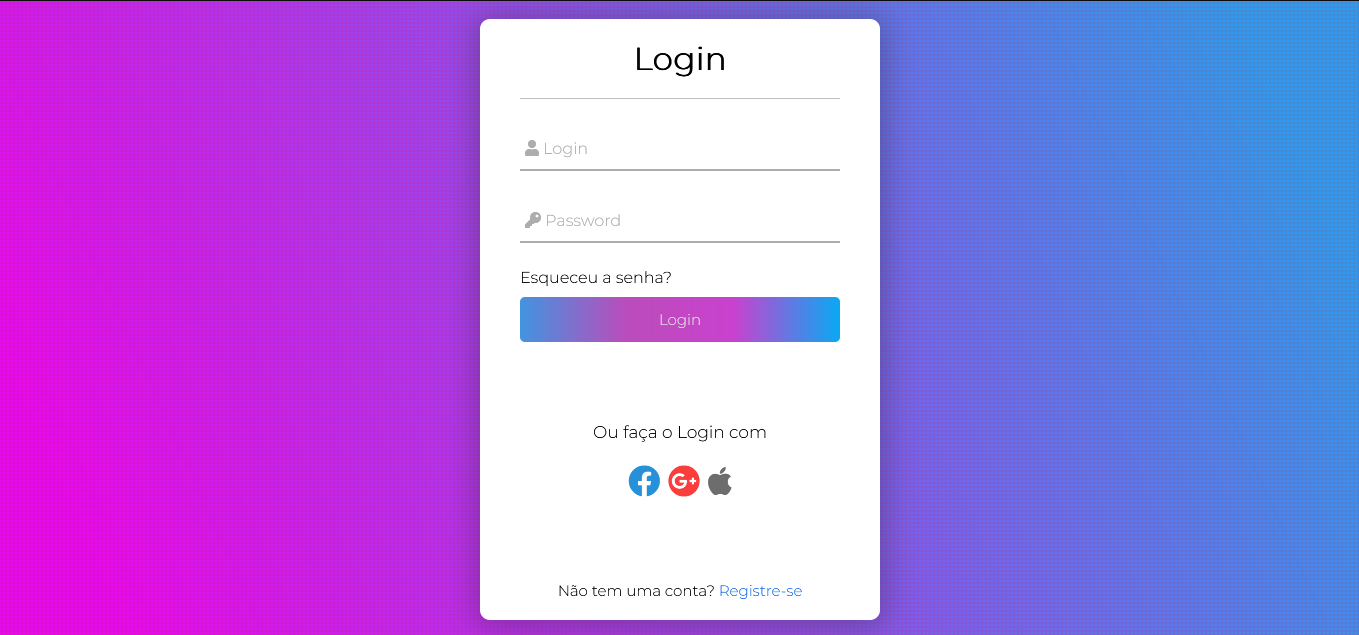 Login
Login
Password
Esqueceu a senha?
Login
Ou faça o Login com
G+
Não tem uma conta? Registre-se